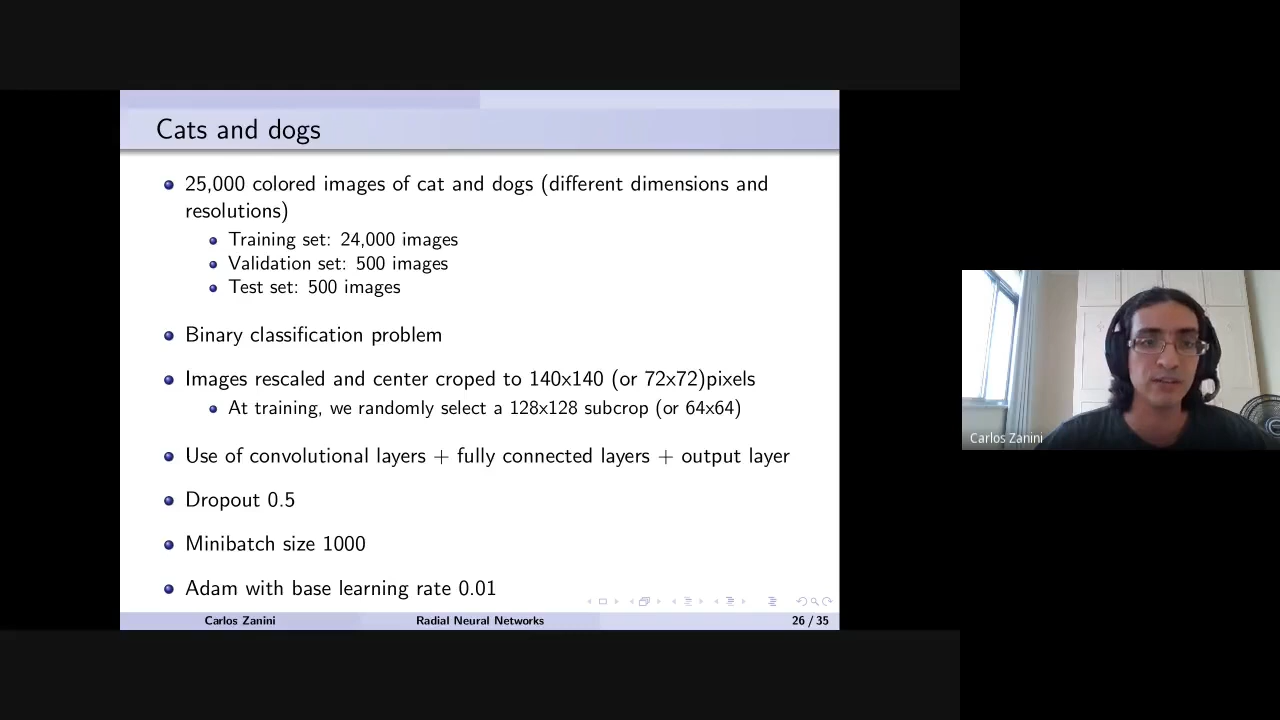 Cats and dogs
25,000 colored images of cat and dogs (different dimensions and
resolutions)
Training set: 24,000 images
Validation set: 500 images
Test set: 500 images
Binary classification problem
Images rescaled and center croped to 140x140 (or 72x72)pixels
At training, we randomly select a 128x128 subcrop (or 64x64)
Use of convolutional layers + fully connected layers + output layer
Dropout 0.5
Minibatch size 1000
Adam with base learning rate 0.01
Carlos Zanini Radial Neural Networks 26 / 35
Carlos Zanini